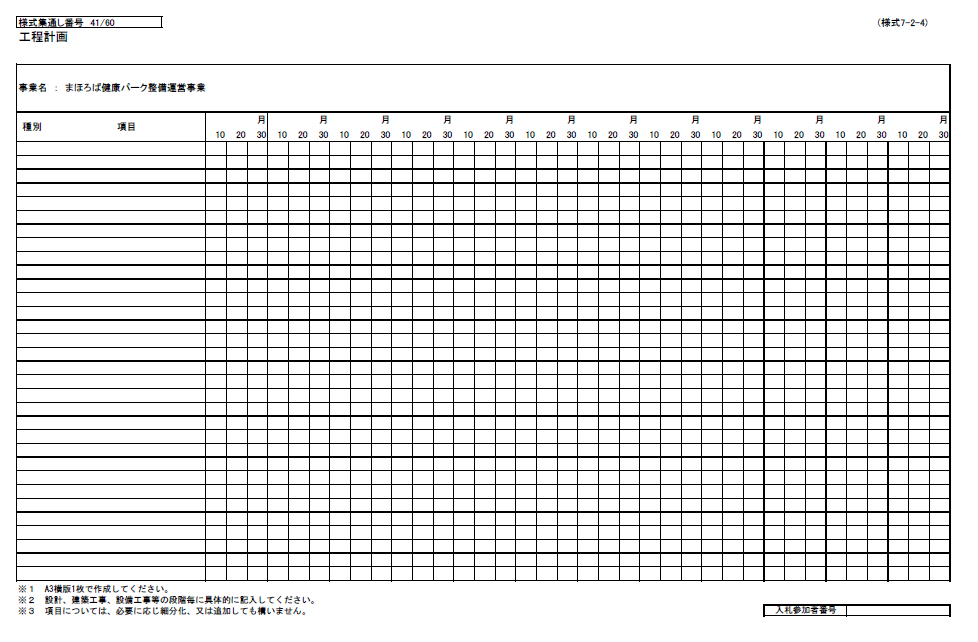 様式集通し番号 41/60
(様式7-2-4)
工程計画
事業名 : まほろば健康パーク整備運営事業
種別 項目
月 月 月 月 月 月 月 月 月 月 月 月
10 20 30 10 20 30 10 20 30 10 20 30 10 20 30 10 20 30 10 20 30 10 20 30 10 20 30 10 20 30 10 20 30 10 20 30
※1 A3横版1枚で作成してください。
※2 設計、建築工事、設備工事等の段階毎に具体的に記入してください。
※3 項目については、必要に応じ細分化、又は追加しても構いません。
入札参加者番号